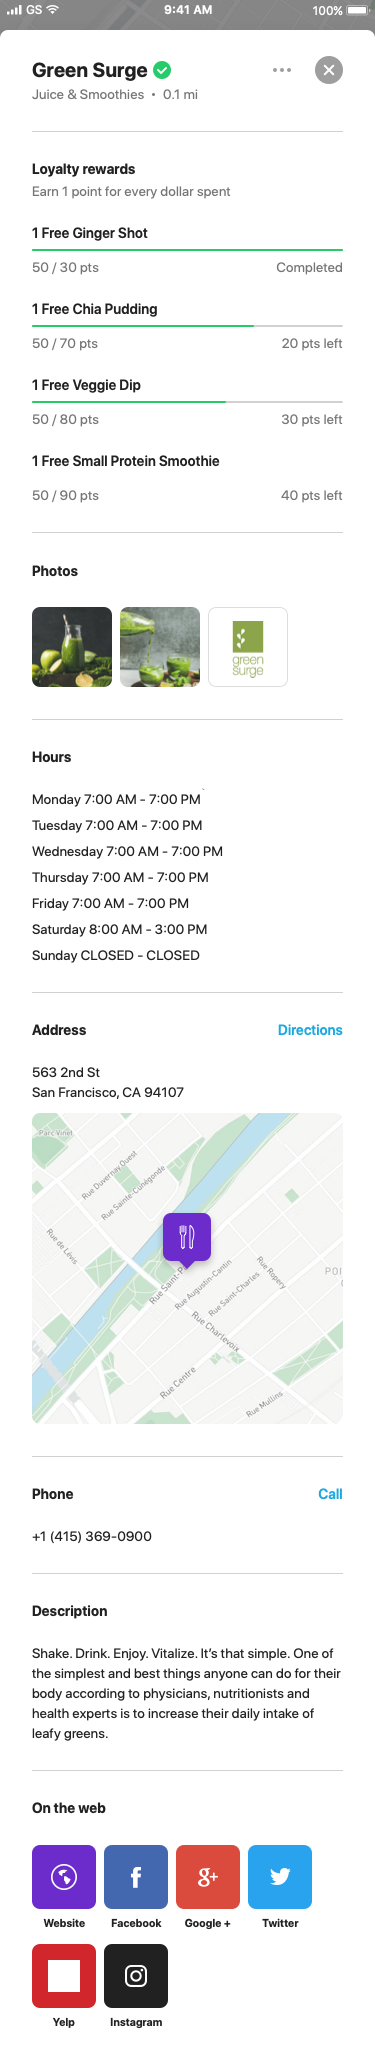 GS 9:41 AM 100%
Green Surge
Juice & Smoothies • 0.1 mi
Loyalty rewards
Earn 1 point for every dollar spent
1 Free Ginger Shot
50 / 30 pts Completed
1 Free Chia Pudding
50 / 70 pts 20 pts left
1 Free Veggie Dip
50 / 80 pts 30 pts left
1 Free Small Protein Smoothie
50 / 90 pts 40 pts left
Photos
green
surge
Hours
Monday 7:00 AM - 7:00 PM
Tuesday 7:00 AM - 7:00 PM
Wednesday 7:00 AM - 7:00 PM
Thursday 7:00 AM - 7:00 PM
Friday 7:00 AM - 7:00 PM
Saturday 8:00 AM - 3:00 PM
Sunday CLOSED - CLOSED
Address Directions
563 2nd St
San Francisco, CA 94107
Parc Vinet
Rue Duvernay Ouest
Rue Sainte-Cunégonde
Rue de Lévis
Rue Saint-P
Rue Augustin-Cantin
Rue Saint-Charles
Rue Ropery
POI
Rue Charlevoix
Rue Centre
Rue Mullins
Phone Call
+1 (415) 369-0900
Description
Shake. Drink. Enjoy. Vitalize. It's that simple. One of
the simplest and best things anyone can do for their
body according to physicians, nutritionists and
health experts is to increase their daily intake of
leafy greens.
On the web
Website Facebook Google + Twitter
Yelp Instagram